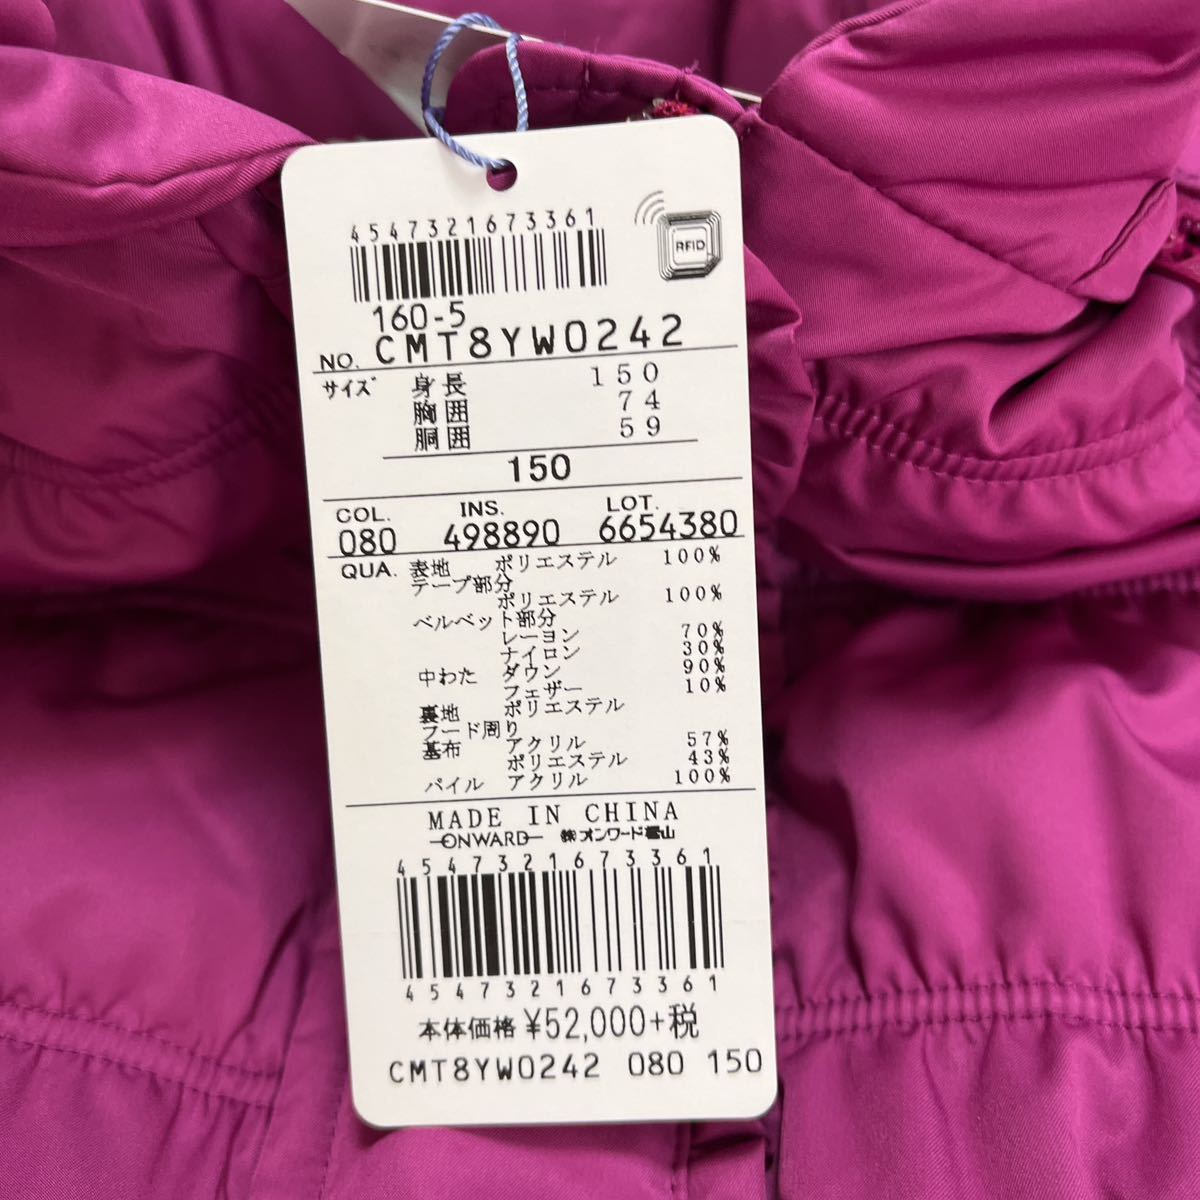 4547321673361
RFID
160-5
NO. CMT8YW0242
サイズ 身長 150
胸囲 74
胴囲 59
150
COL. INS. LOT.
080 498890 6654380
QUA. 表地 ポリエステル 100%
テープ部分
ポリエステル 100%
ベルベット部分
レーヨン 70%
ナイロン 30%
中わた ダウン 90%
フェザー 10%
裏地 ポリエステル
フード周り
基布 アクリル 57%
ポリエステル 43%
パイル アクリル 100%
MADE IN CHINA
ONWARD ㈱オンワード樫山
4547321673361
4547321673361
本体価格 ¥52,000+税
CMT8YW0242 080 150